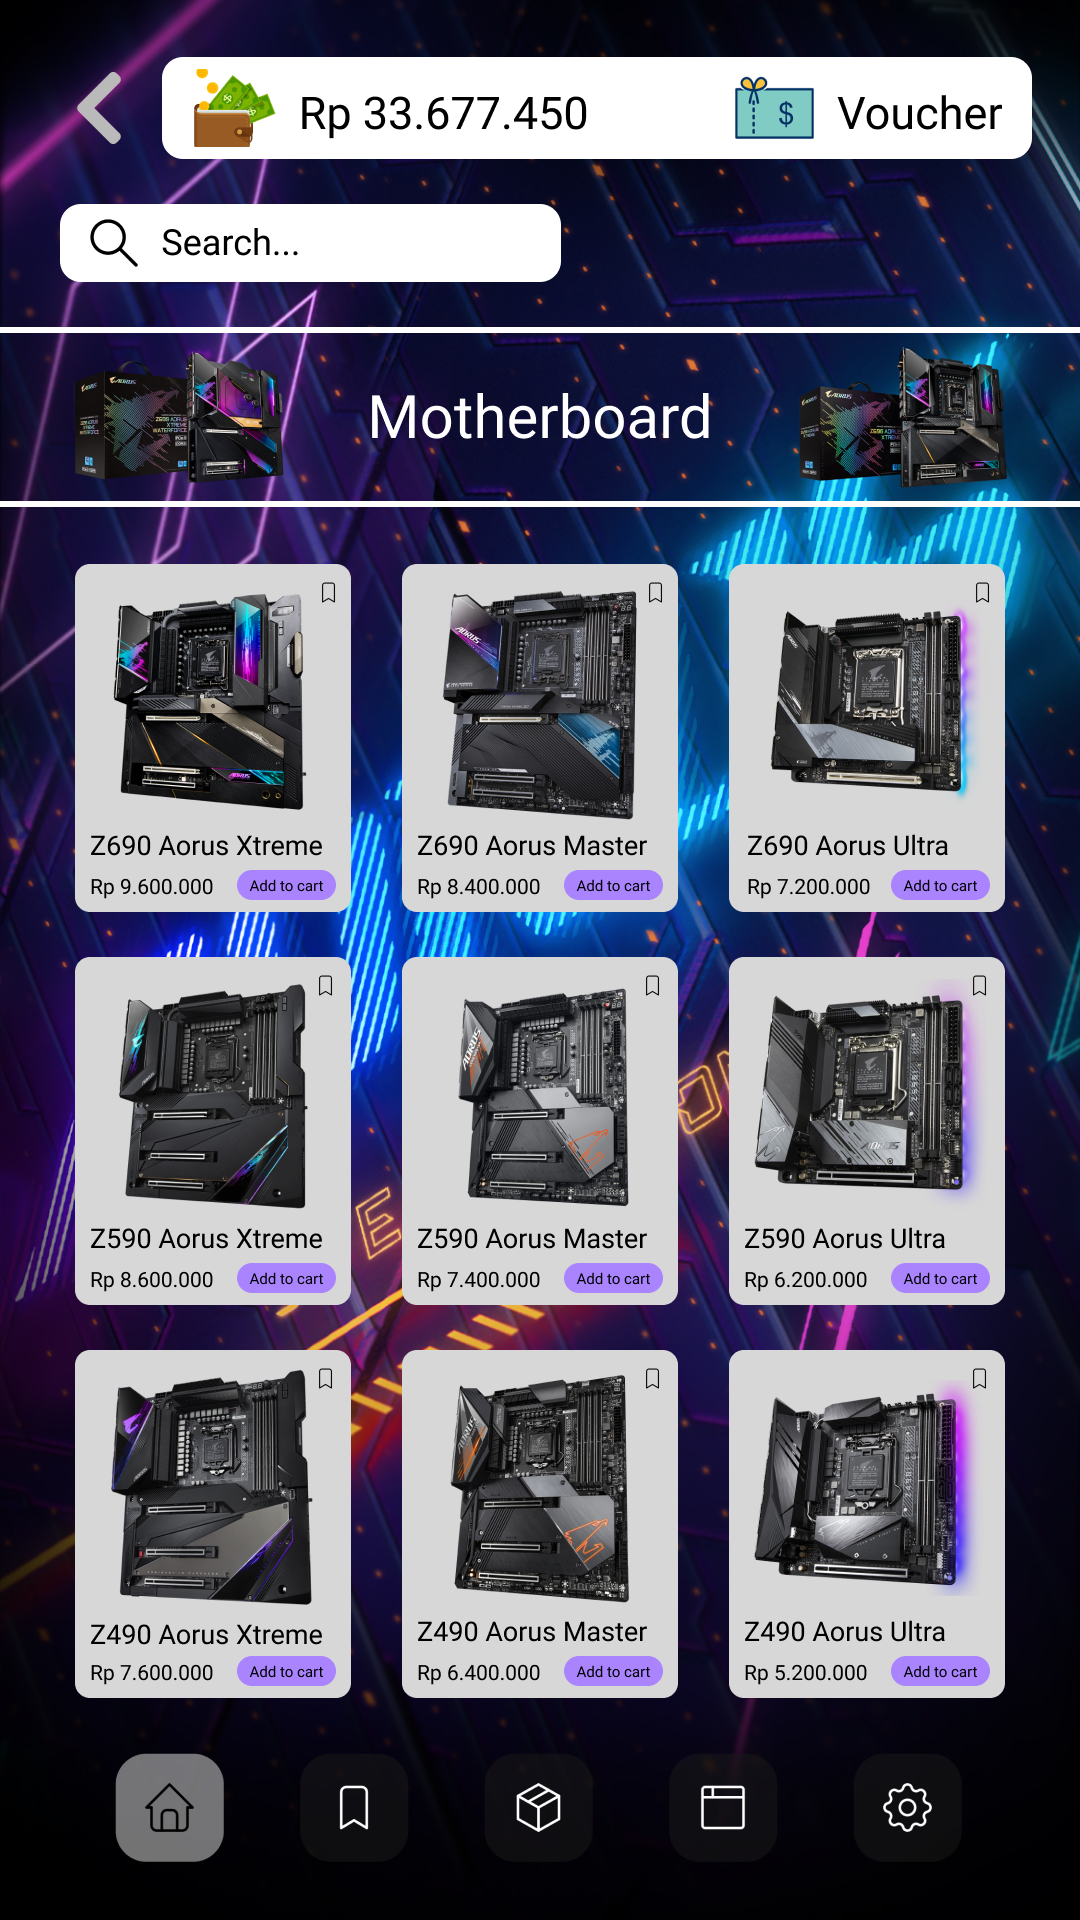 Rp 33.677.450
Voucher
Search...
Motherboard
Z690 Aorus Xtreme
Rp 9.600.000
Add to cart
Z690 Aorus Master
Rp 8.400.000
Add to cart
Z690 Aorus Ultra
Rp 7.200.000
Add to cart
Z590 Aorus Xtreme
Rp 8.600.000
Add to cart
Z590 Aorus Master
Rp 7.400.000
Add to cart
Z590 Aorus Ultra
Rp 6.200.000
Add to cart
Z490 Aorus Xtreme
Rp 7.600.000
Add to cart
Z490 Aorus Master
Rp 6.400.000
Add to cart
Z490 Aorus Ultra
Rp 5.200.000
Add to cart